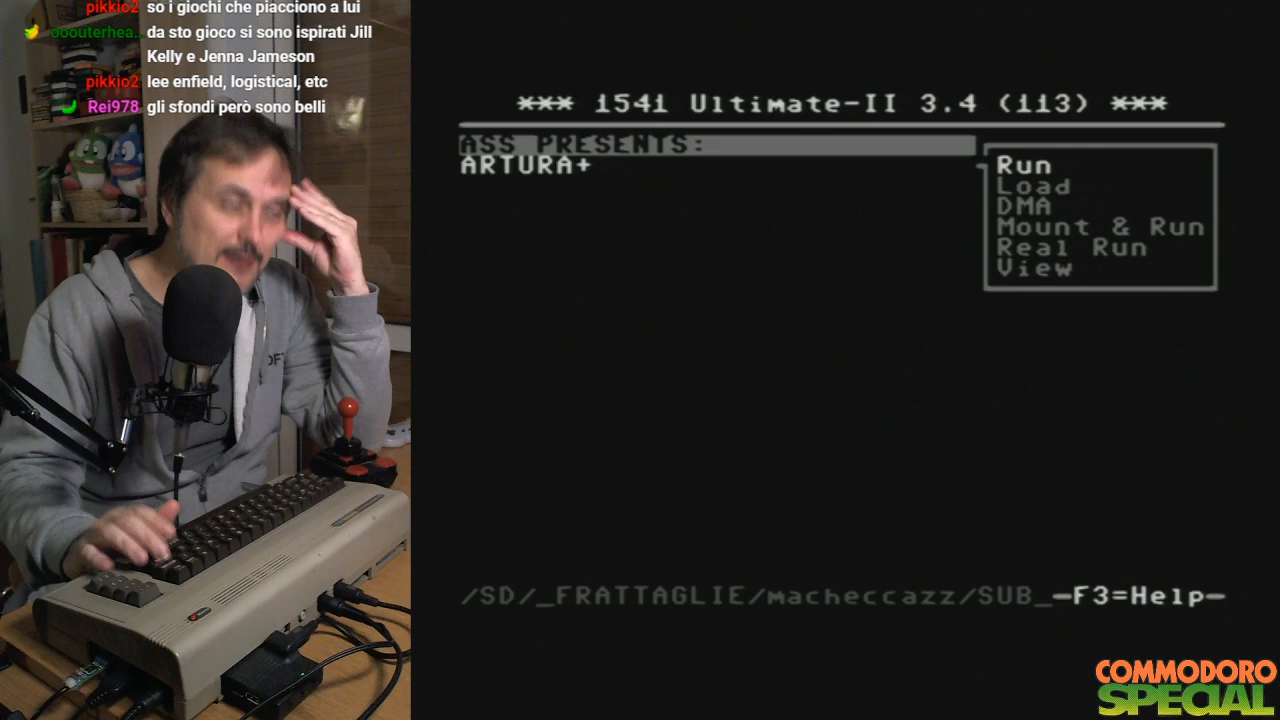 pikkio2 so i giochi che piacciono a lui
ooouterhea.. da sto gioco si sono ispirati Jill
Kelly e Jenna Jameson
pikkio2 lee enfield, logistical, etc
Rei978 gli sfondi però sono belli
*** 1541 Ultimate-II 3.4 (113) ***
ASS PRESENTS:
ARTURA+
Run
Load
DMA
Mount & Run
Real Run
View
/SD/_FRATTAGLIE/macheccazz/SUB_-F3=Help-
COMMODORO
SPECIAL